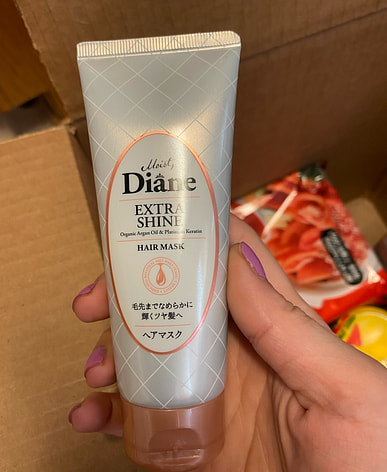 Moist
Diane
EXTRA
SHINE
Organic Argan Oil & Platinum Keratin
HAIR MASK
毛先までなめらかに
輝くツヤ髪へ
ヘアマスク